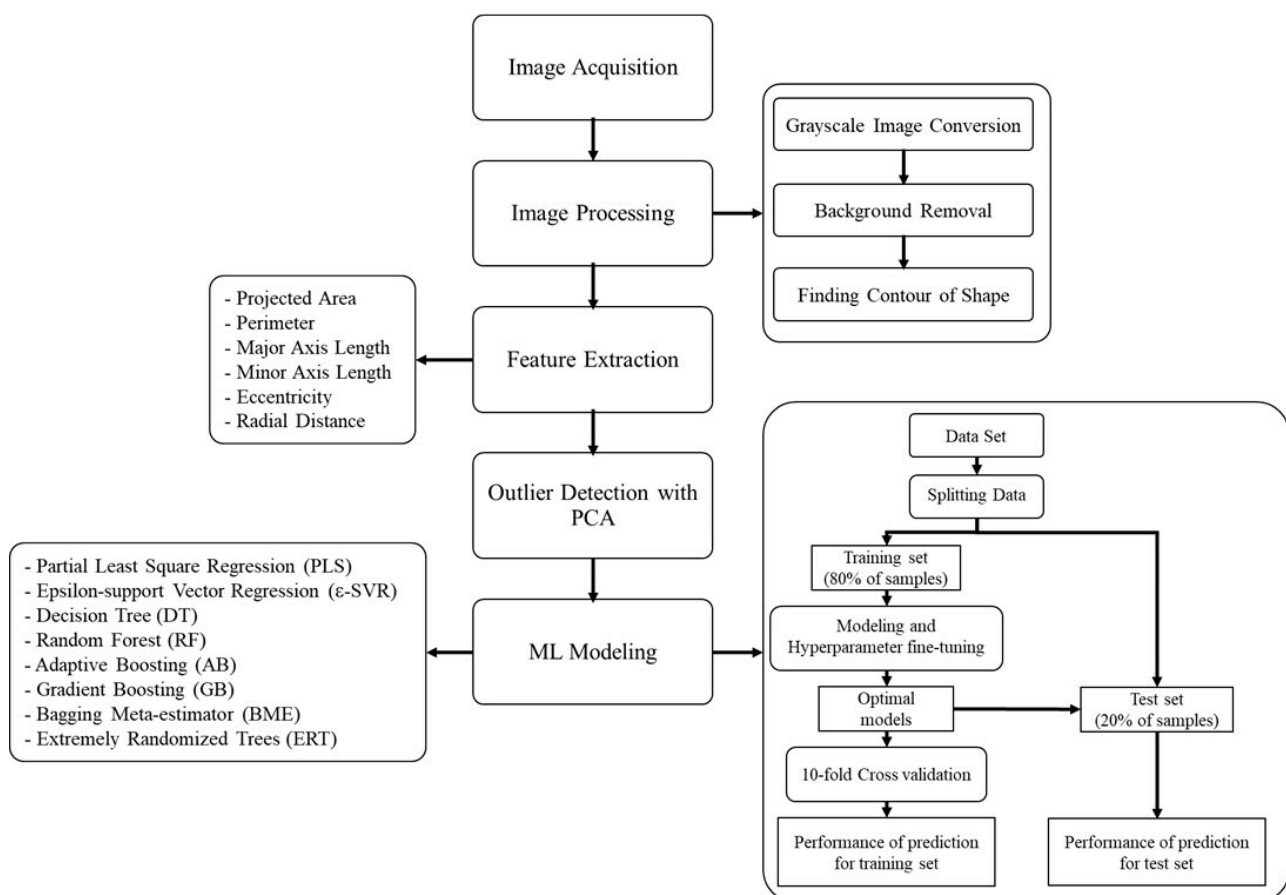 Image Acquisition
Image Processing
Grayscale Image Conversion
Background Removal
Finding Contour of Shape
Feature Extraction
- Projected Area
- Perimeter
- Major Axis Length
- Minor Axis Length
- Eccentricity
- Radial Distance
Outlier Detection with
PCA
ML Modeling
- Partial Least Square Regression (PLS)
- Epsilon-support Vector Regression (ε-SVR)
- Decision Tree (DT)
- Random Forest (RF)
- Adaptive Boosting (AB)
- Gradient Boosting (GB)
- Bagging Meta-estimator (BME)
- Extremely Randomized Trees (ERT)
Data Set
Splitting Data
Training set
(80% of samples)
Modeling and
Hyperparameter fine-tuning
Optimal
models
Test set
(20% of samples)
10-fold Cross validation
Performance of prediction
for training set
Performance of prediction
for test set